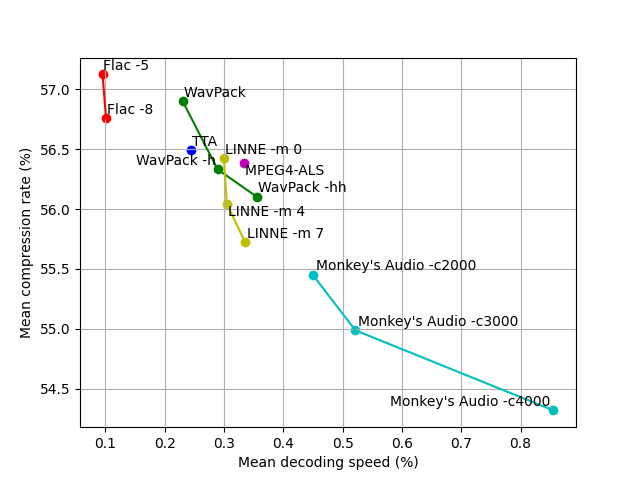 57.0
56.5
56.0
55.5
55.0
54.5
Mean compression rate (%)
Flac -5
Flac -8
WavPack
TTA
LINNE -m 0
WavPack -h
MPEG4-ALS
WavPack -hh
LINNE -m 4
LINNE -m 7
Monkey's Audio -c2000
Monkey's Audio -c3000
Monkey's Audio -c4000
0.1 0.2 0.3 0.4 0.5 0.6 0.7 0.8
Mean decoding speed (%)